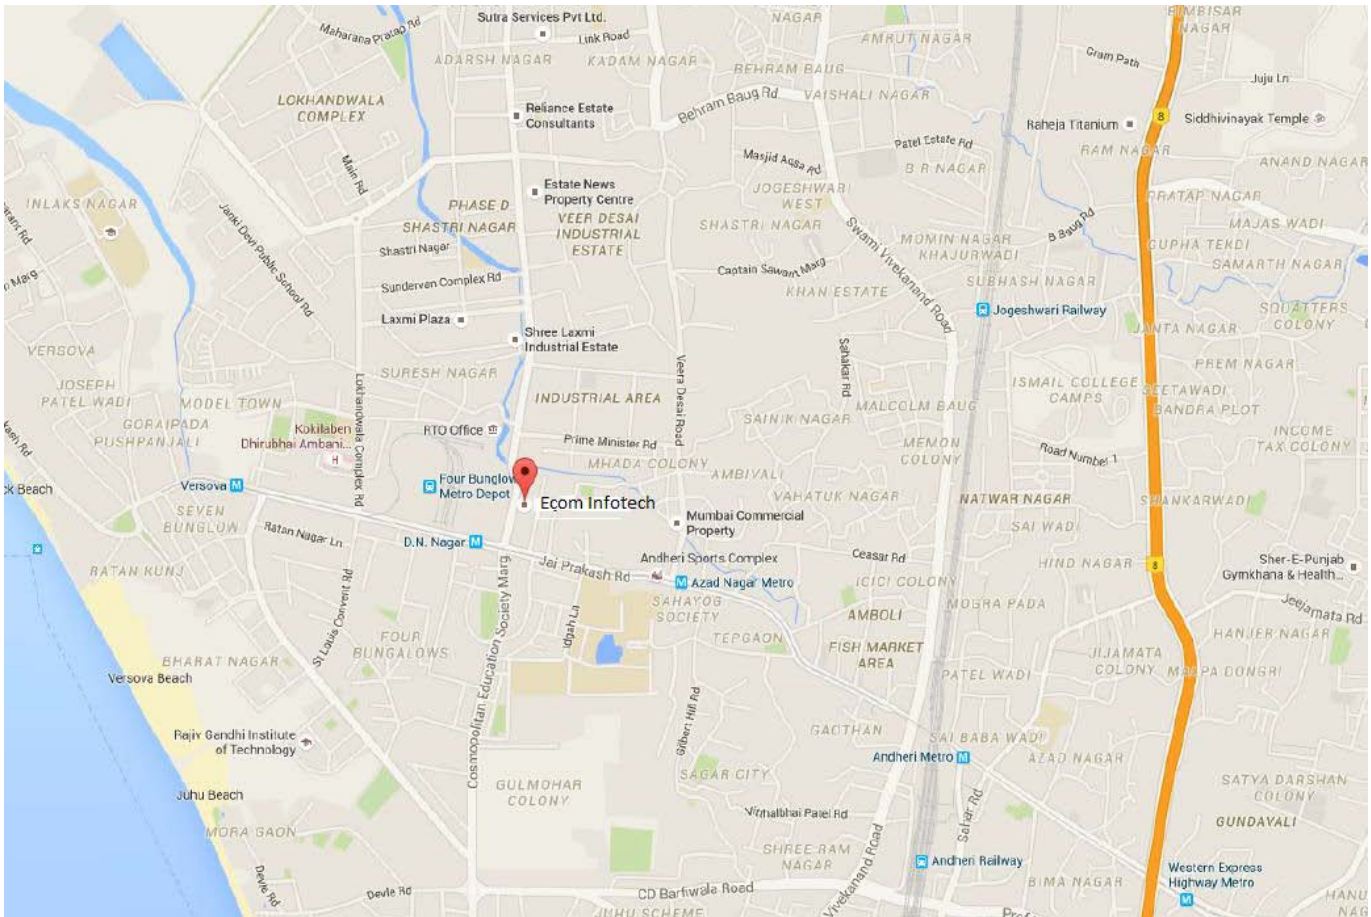 Sutra Services Pvt Ltd.
NAGAR
BIMBISAR
NAGAR
Maharana Pratap Rd
Link Road
AMRUT NAGAR
Gram Path
ADARSH NAGAR
KADAM NAGAR
BEHRAM BAUG
Juju Ln
LOKHANDWALA
COMPLEX
Reliance Estate
Consultants
Behram Baug Rd
VAISHALI NAGAR
8
Raheja Titanium
Siddhivinayak Temple
Patel Estate Rd
RAM NAGAR
Main Rd
Masjid Aqsa Rd
B R NAGAR
ANAND NAGAR
Estate News
Property Centre
JOGESHWARI
WEST
PRATAP NAGAR
INLAKS NAGAR
Janki Devi Public School Rd
PHASE D
SHASTRI NAGAR
VEER DESAI
INDUSTRIAL
ESTATE
SHASTRI NAGAR
Swami Vivekanand Road
MOMIN NAGAR
KHAJURWADI
B Baug Rd
MAJAS WADI
GUPHA TEKDI
Shastri Nagar
SAMARTH NAGAR
Marg
Sundervan Complex Rd
Captain Sawant Marg
KHAN ESTATE
SUBHASH NAGAR
Laxmi Plaza
Jogeshwari Railway
SQUATTERS
COLONY
Shree Laxmi
Industrial Estate
JANTA NAGAR
VERSOVA
Veera Desai Road
Sahakar Rd
PREM NAGAR
JOSEPH
PATEL WADI
SURESH NAGAR
ISMAIL COLLEGE
CAMPS
SEETAWADI
MODEL TOWN
Lokhandwala Complex Rd
INDUSTRIAL AREA
MALCOLM BAUG
BANDRA PLOT
GORAIPADA
PUSHPANJALI
Kokilaben
Dhirubhai Ambani...
H
RTO Office
Prime Minister Rd
SAINIK NAGAR
MEMON
COLONY
Road Number 1
INCOME
TAX COLONY
MHADA COLONY
AMBIVALI
ck Beach
Versova M
Four Bunglow
Metro Depot
Ecom Infotech
VAHATUK NAGAR
NATWAR NAGAR
SHANKARWADI
SEVEN
BUNGLOW
Ratan Nagar Ln
Mumbai Commercial
Property
SAI WADI
D.N. Nagar M
Jai Prakash Rd
Andheri Sports Complex
Ceasar Rd
HIND NAGAR
8
Sher-E-Punjab
Gymkhana & Health...
RATAN KUNJ
M Azad Nagar Metro
ICICI COLONY
MOGRA PADA
Jeejamata Rd
St Louis Convent Rd
Cosmopolitan Education Society Marg
Idgah La
SAHAYOG
SOCIETY
AMBOLI
TEPGAON
HANJER NAGAR
FOUR
BUNGALOWS
FISH MARKET
AREA
JIJAMATA
COLONY
BHARAT NAGAR
PATEL WADI
MAPPA DONGRI
Versova Beach
Gilbert Hill Rd
Rajiv Gandhi Institute
of Technology
GAOTHAN
SAI BABA WADI
Andheri Metro M
AZAD NAGAR
GULMOHAR
COLONY
SAGAR CITY
SATYA DARSHAN
COLONY
Juhu Beach
Sahar Rd
MORA GAON
Vithalbhai Patel Rd
GUNDAVALI
Vivekanand Road
SHREE RAM
NAGAR
Andheri Railway
Western Express
Highway Metro
M
Devle Rd
Devle Rd
CD Barfiwala Road
BIMA NAGAR
JUHU SCHEME